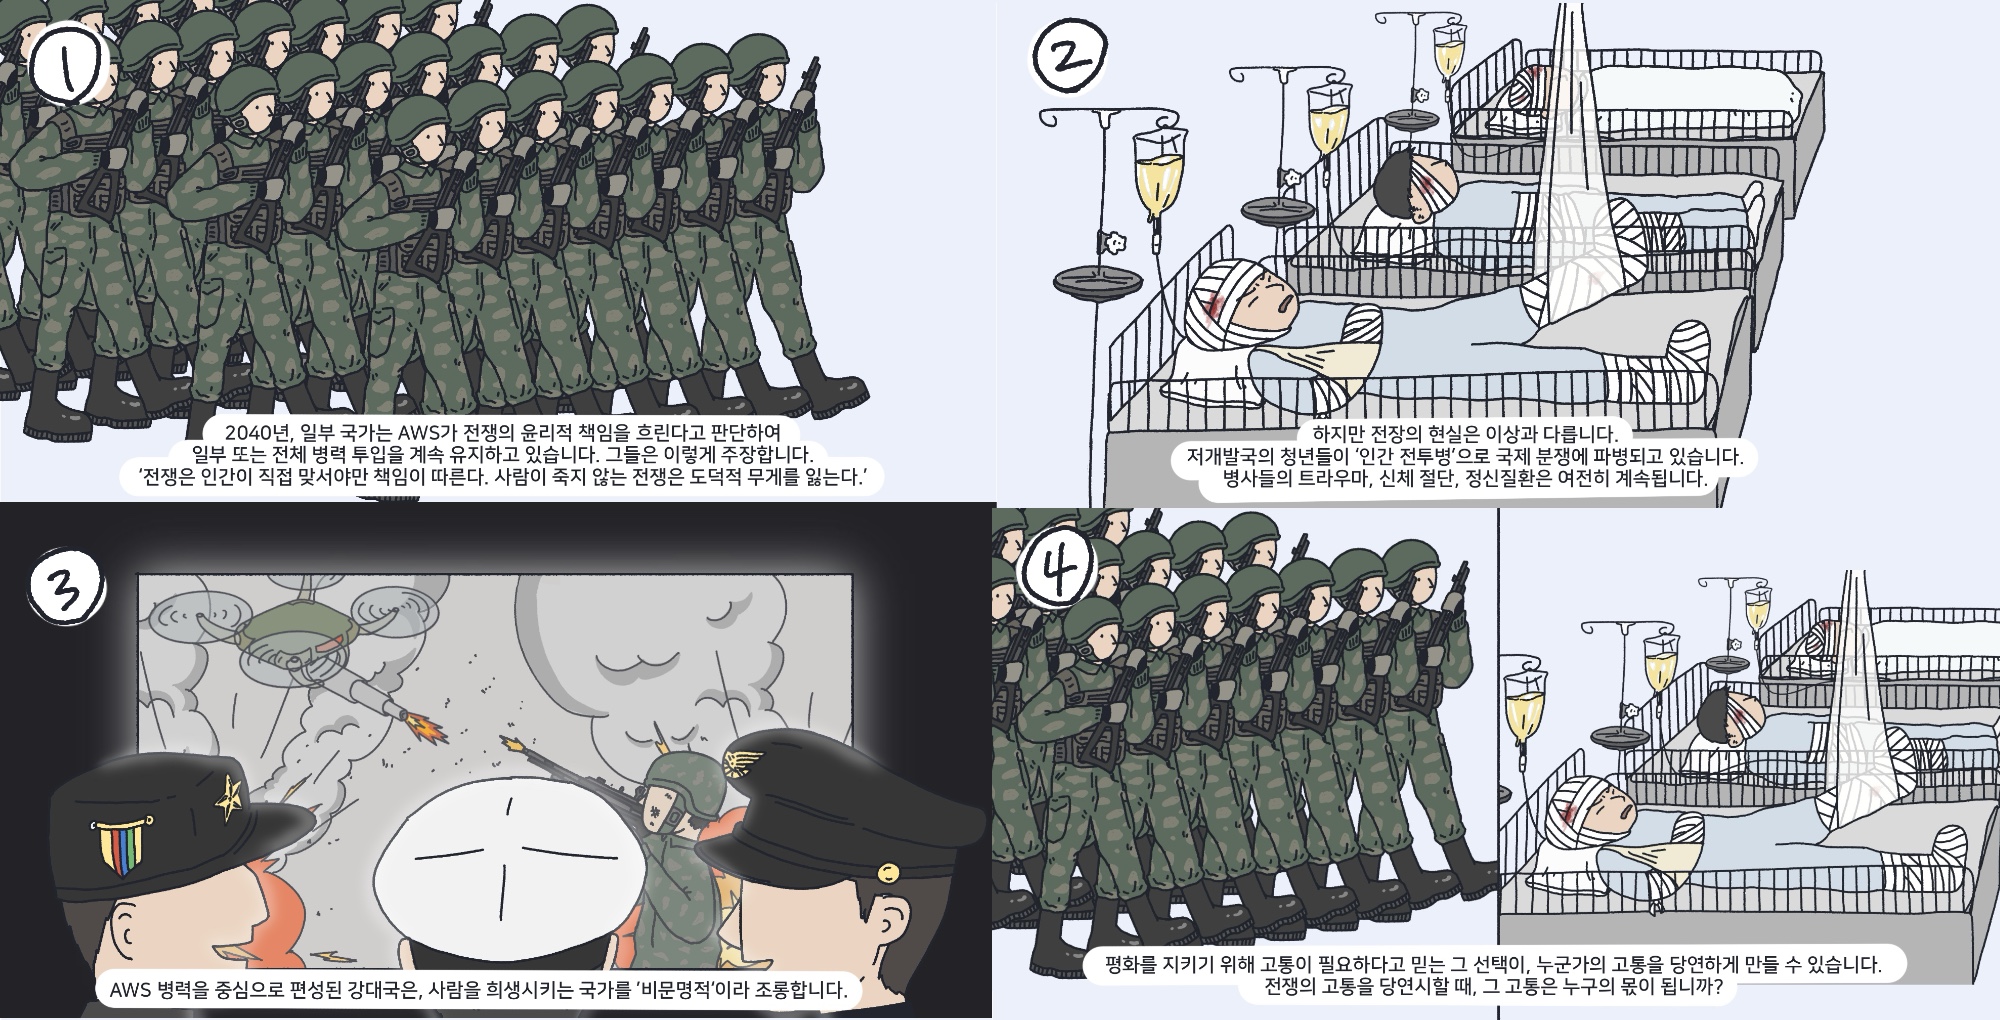 1
2040년, 일부 국가는 AWS가 전쟁의 윤리적 책임을 흐린다고 판단하여
일부 또는 전체 병력 투입을 계속 유지하고 있습니다. 그들은 이렇게 주장합니다.
‘전쟁은 인간이 직접 맞서야만 책임이 따른다. 사람이 죽지 않는 전쟁은 도덕적 무게를 잃는다.’
2
하지만 전장의 현실은 이상과 다릅니다.
저개발국의 청년들이 ‘인간 전투병’으로 국제 분쟁에 파병되고 있습니다.
병사들의 트라우마, 신체 절단, 정신질환은 여전히 계속됩니다.
3
AWS 병력을 중심으로 편성된 강대국은, 사람을 희생시키는 국가를 ‘비문명적’이라 조롱합니다.
4
평화를 지키기 위해 고통이 필요하다고 믿는 그 선택이, 누군가의 고통을 당연하게 만들 수 있습니다.
전쟁의 고통을 당연시할 때, 그 고통은 누구의 몫이 됩니까?